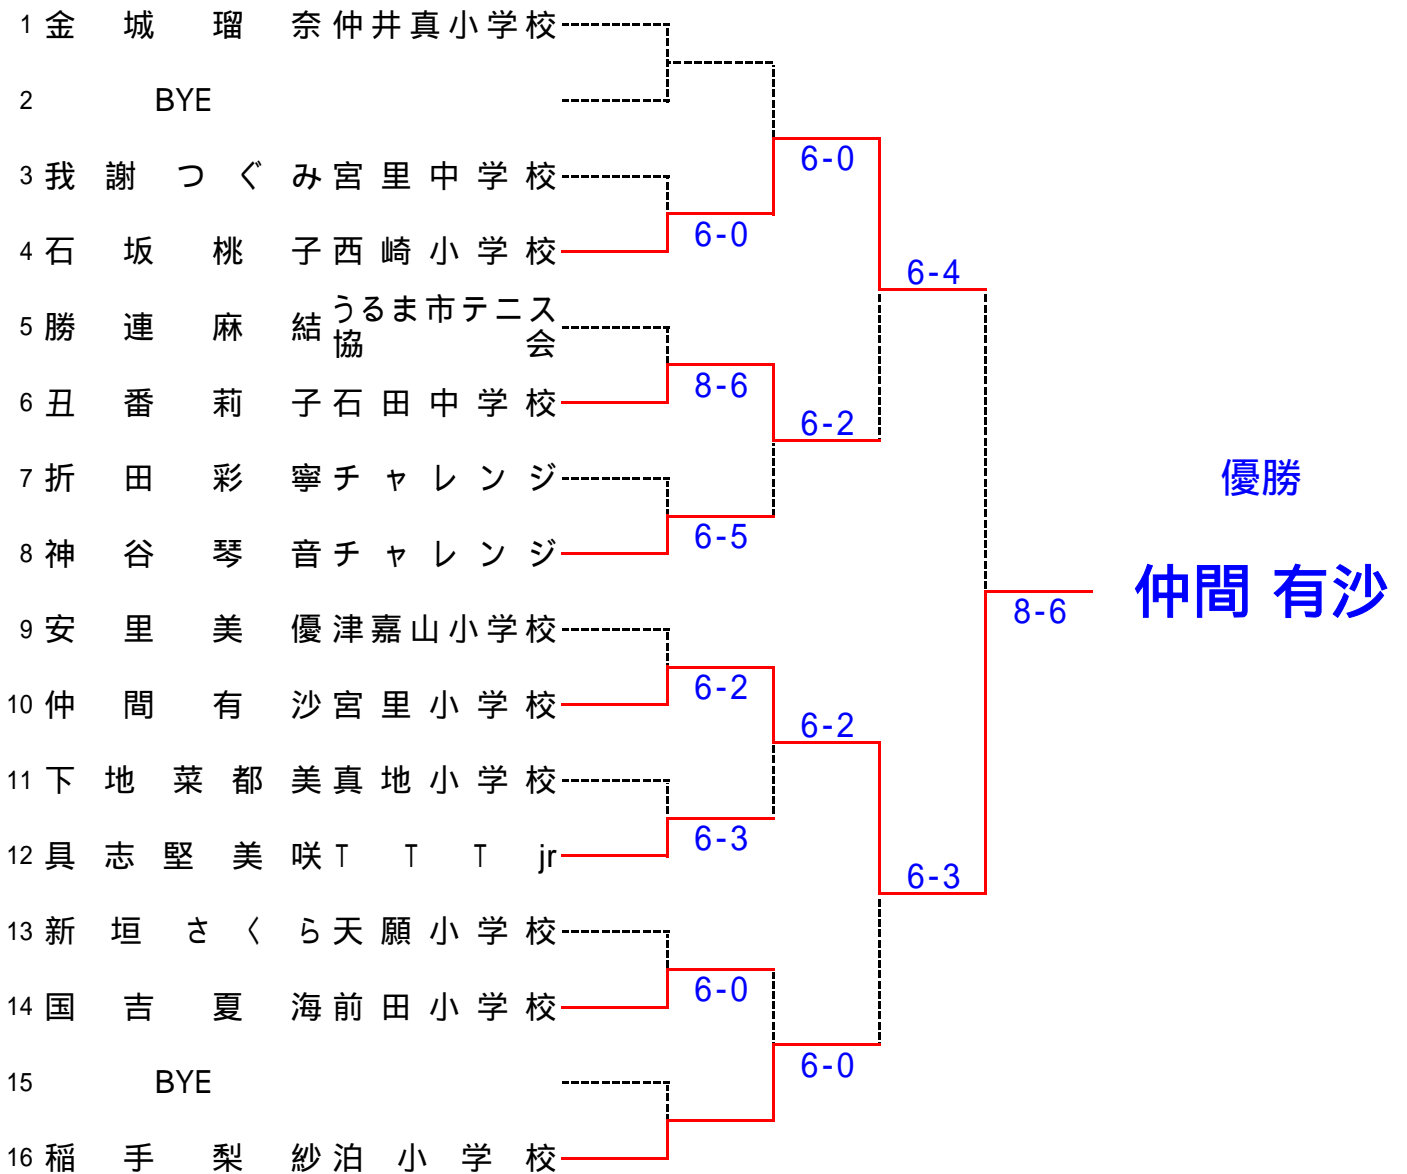 1 金城瑠奈 仲井真小学校
2 BYE
6-0
3 我謝つぐみ 宮里中学校
6-0
4 石坂桃子 西崎小学校
6-4
5 勝連麻結 うるま市テニス
協会
8-6
6 丑番莉子 石田中学校
6-2
7 折田彩寧 チャレンジ
優勝
6-5
8 神谷琴音 チャレンジ
仲間 有沙
8-6
9 安里美優 津嘉山小学校
6-2
10 仲間有沙 宮里小学校
6-2
11 下地菜都美 真地小学校
6-3
12 具志堅美咲 TTTjr
6-3
13 新垣さくら 天願小学校
6-0
14 国吉夏海 前田小学校
6-0
15 BYE
16 稲手梨紗 泊小学校